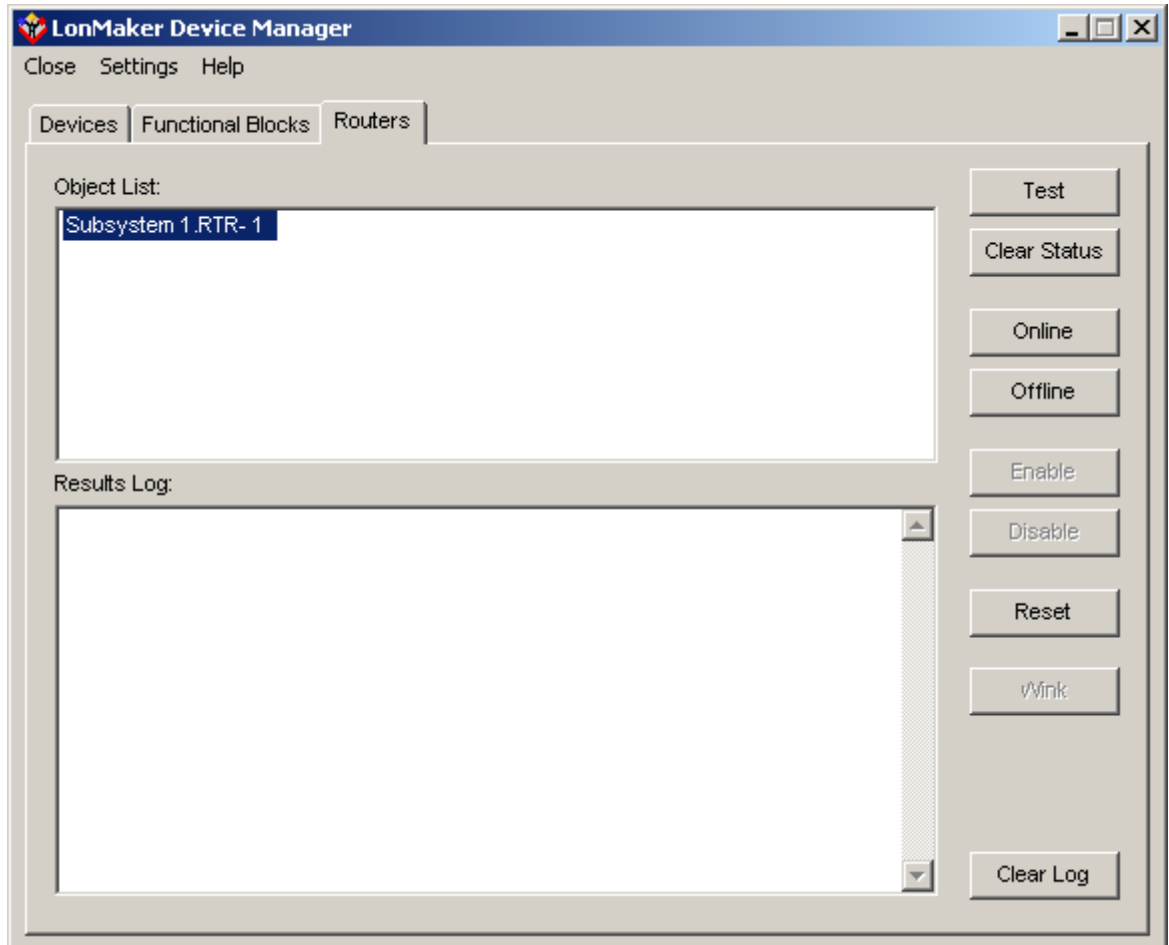 LonMaker Device Manager
Close Settings Help
Devices Functional Blocks Routers
Object List:
Subsystem 1.RTR- 1
Test
Clear Status
Online
Offline
Enable
Disable
Results Log:
Reset
Wink
Clear Log